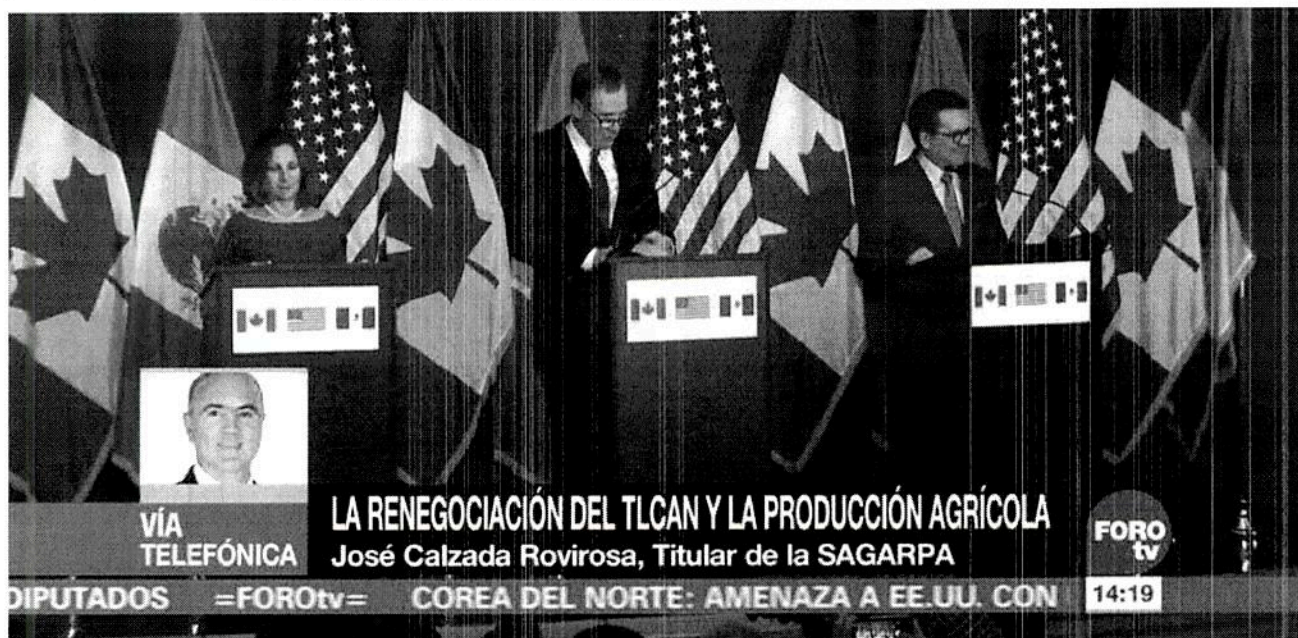 VÍA
TELEFÓNICA
LA RENEGOCIACIÓN DEL TLCAN Y LA PRODUCCIÓN AGRÍCOLA
José Calzada Rovirosa, Titular de la SAGARPA
FORO
tv
DIPUTADOS =FOROtv= COREA DEL NORTE: AMENAZA A EE.UU. CON
14:19